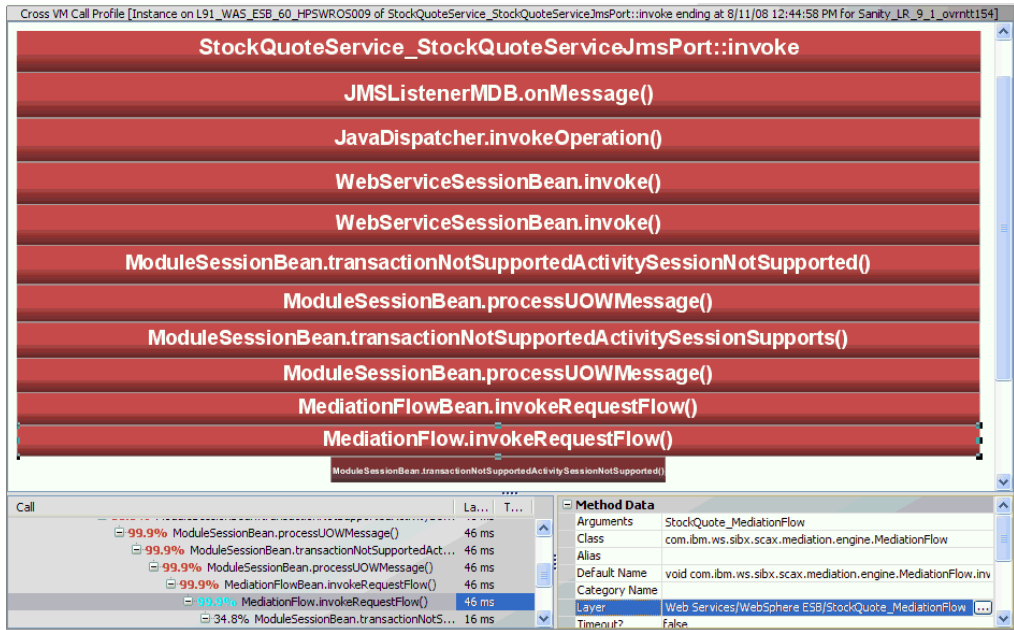 Cross VM Call Profile [Instance on L91_WAS_ESB_60_HPSWROS009 of StockQuoteService_StockQuoteServiceJmsPort::invoke ending at 8/11/08 12:44:58 PM for Sanity_LR_9_1_ovrntt154]
StockQuoteService_StockQuoteServiceJmsPort::invoke
JMSListenerMDB.onMessage()
JavaDispatcher.invokeOperation()
WebServiceSessionBean.invoke()
WebServiceSessionBean.invoke()
ModuleSessionBean.transactionNotSupportedActivitySessionNotSupported()
ModuleSessionBean.processUOWMessage()
ModuleSessionBean.transactionNotSupportedActivitySessionSupports()
ModuleSessionBean.processUOWMessage()
MediationFlowBean.invokeRequestFlow()
MediationFlow.invokeRequestFlow()
ModuleSessionBean.transactionNotSupportedActivitySessionNotSupported()
Call La... T...
99.9% ModuleSessionBean.processUOWMessage() 46 ms
99.9% ModuleSessionBean.transactionNotSupportedAct... 46 ms
99.9% ModuleSessionBean.processUOWMessage() 46 ms
99.9% MediationFlowBean.invokeRequestFlow() 46 ms
99.9% MediationFlow.invokeRequestFlow() 46 ms
34.8% ModuleSessionBean.transactionNotS... 16 ms
Method Data
Arguments StockQuote_MediationFlow
Class com.ibm.ws.sibx.scax.mediation.engine.MediationFlow
Alias
Default Name void com.ibm.ws.sibx.scax.mediation.engine.MediationFlow.inv
Category Name
Layer Web Services/WebSphere ESB/StockQuote_MediationFlow ...
Timeout? false